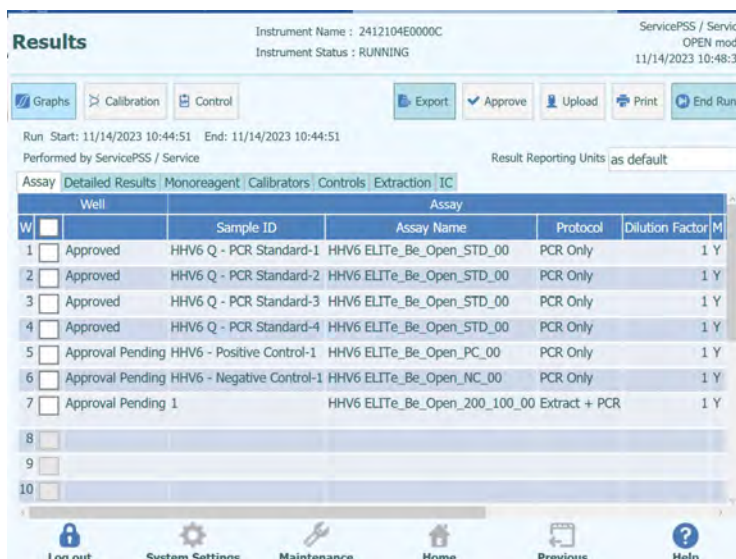 Results
Instrument Name : 2412104E0000C
Instrument Status : RUNNING
ServicePSS / Servic
OPEN mod
11/14/2023 10:48:3
Graphs Calibration Control Export Approve Upload Print End Run
Run Start: 11/14/2023 10:44:51 End: 11/14/2023 10:44:51
Performed by ServicePSS / Service
Result Reporting Units as default
Assay Detailed Results Monoreagent Calibrators Controls Extraction IC
Well Assay
W Sample ID Assay Name Protocol Dilution Factor M
1 Approved HHV6 Q - PCR Standard-1 HHV6 ELITe_Be_Open_STD_00 PCR Only 1 Y
2 Approved HHV6 Q - PCR Standard-2 HHV6 ELITe_Be_Open_STD_00 PCR Only 1 Y
3 Approved HHV6 Q - PCR Standard-3 HHV6 ELITe_Be_Open_STD_00 PCR Only 1 Y
4 Approved HHV6 Q - PCR Standard-4 HHV6 ELITe_Be_Open_STD_00 PCR Only 1 Y
5 Approval Pending HHV6 - Positive Control-1 HHV6 ELITe_Be_Open_PC_00 PCR Only 1 Y
6 Approval Pending HHV6 - Negative Control-1 HHV6 ELITe_Be_Open_NC_00 PCR Only 1 Y
7 Approval Pending 1 HHV6 ELITe_Be_Open_200_100_00 Extract + PCR 1 Y
8
9
10
Log out System Settings Maintenance Home Previous Help